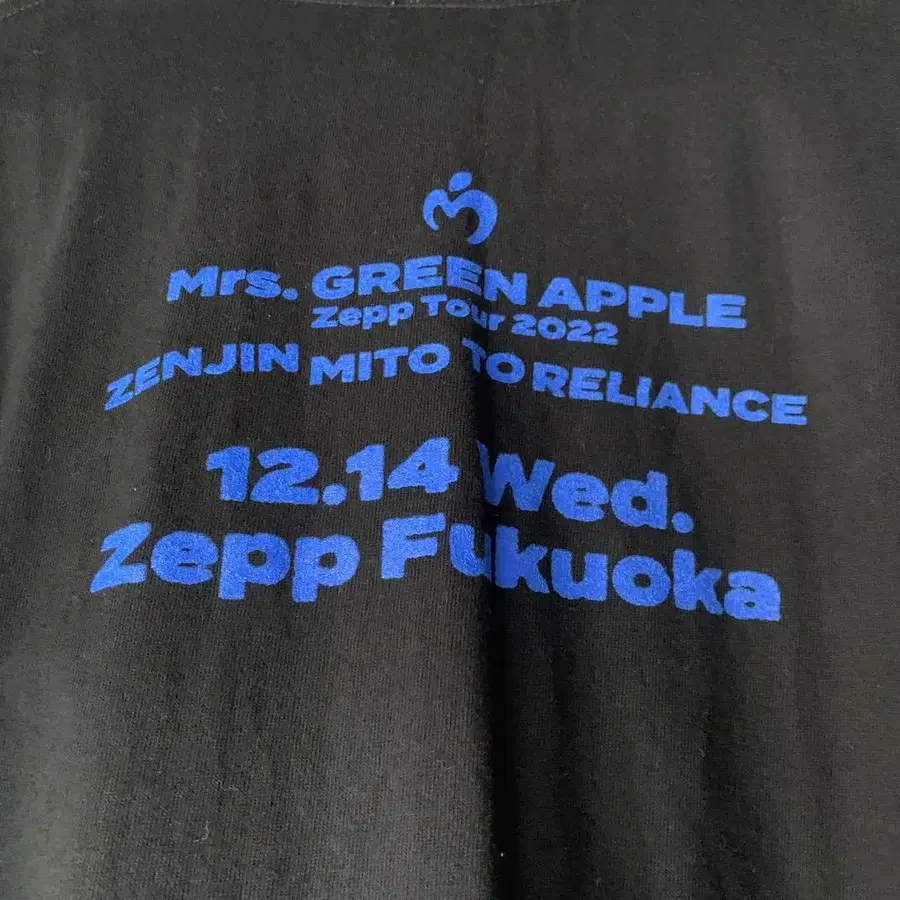 Mrs. GREEN APPLE
Zepp Tour 2022
ZENJIN MITO TO RELIANCE
12.14 Wed.
Zepp Fukuoka